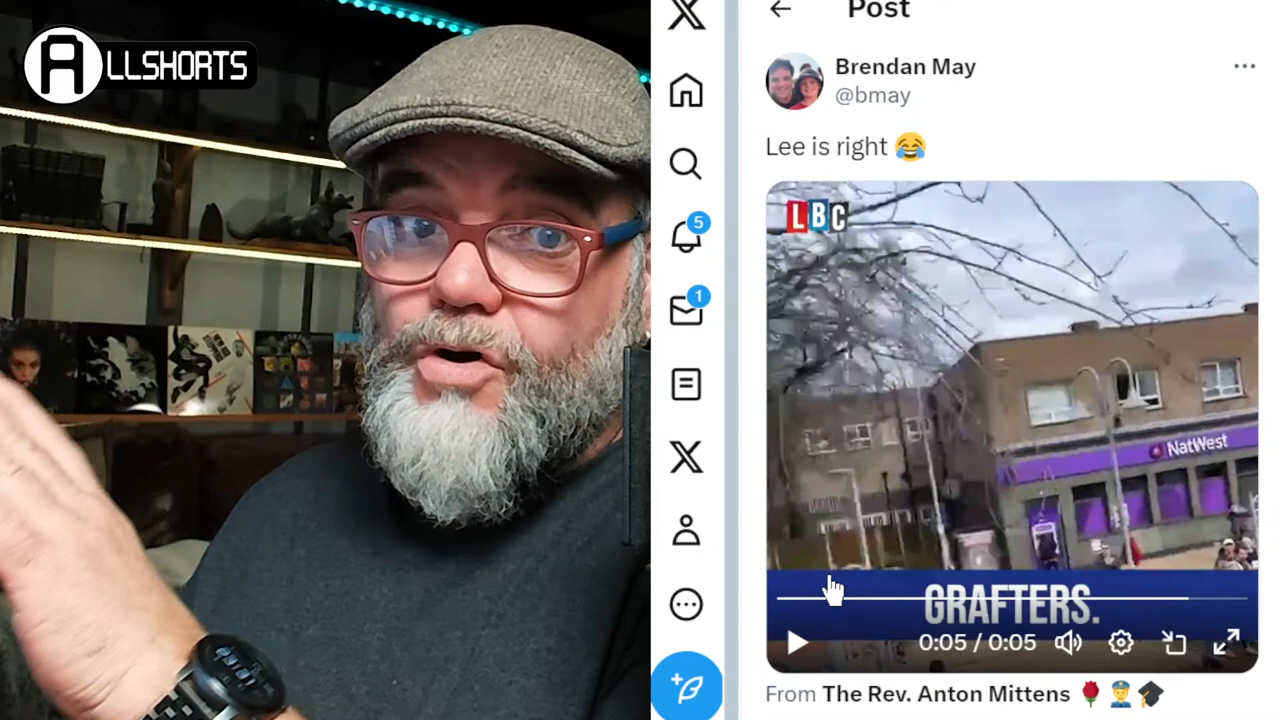 ALLSHORTS
Post
Brendan May
@bmay
Lee is right 😂
LBC
5
1
NatWest
GRAFTERS.
0:05 / 0:05
From The Rev. Anton Mittens 🌹👮🎓